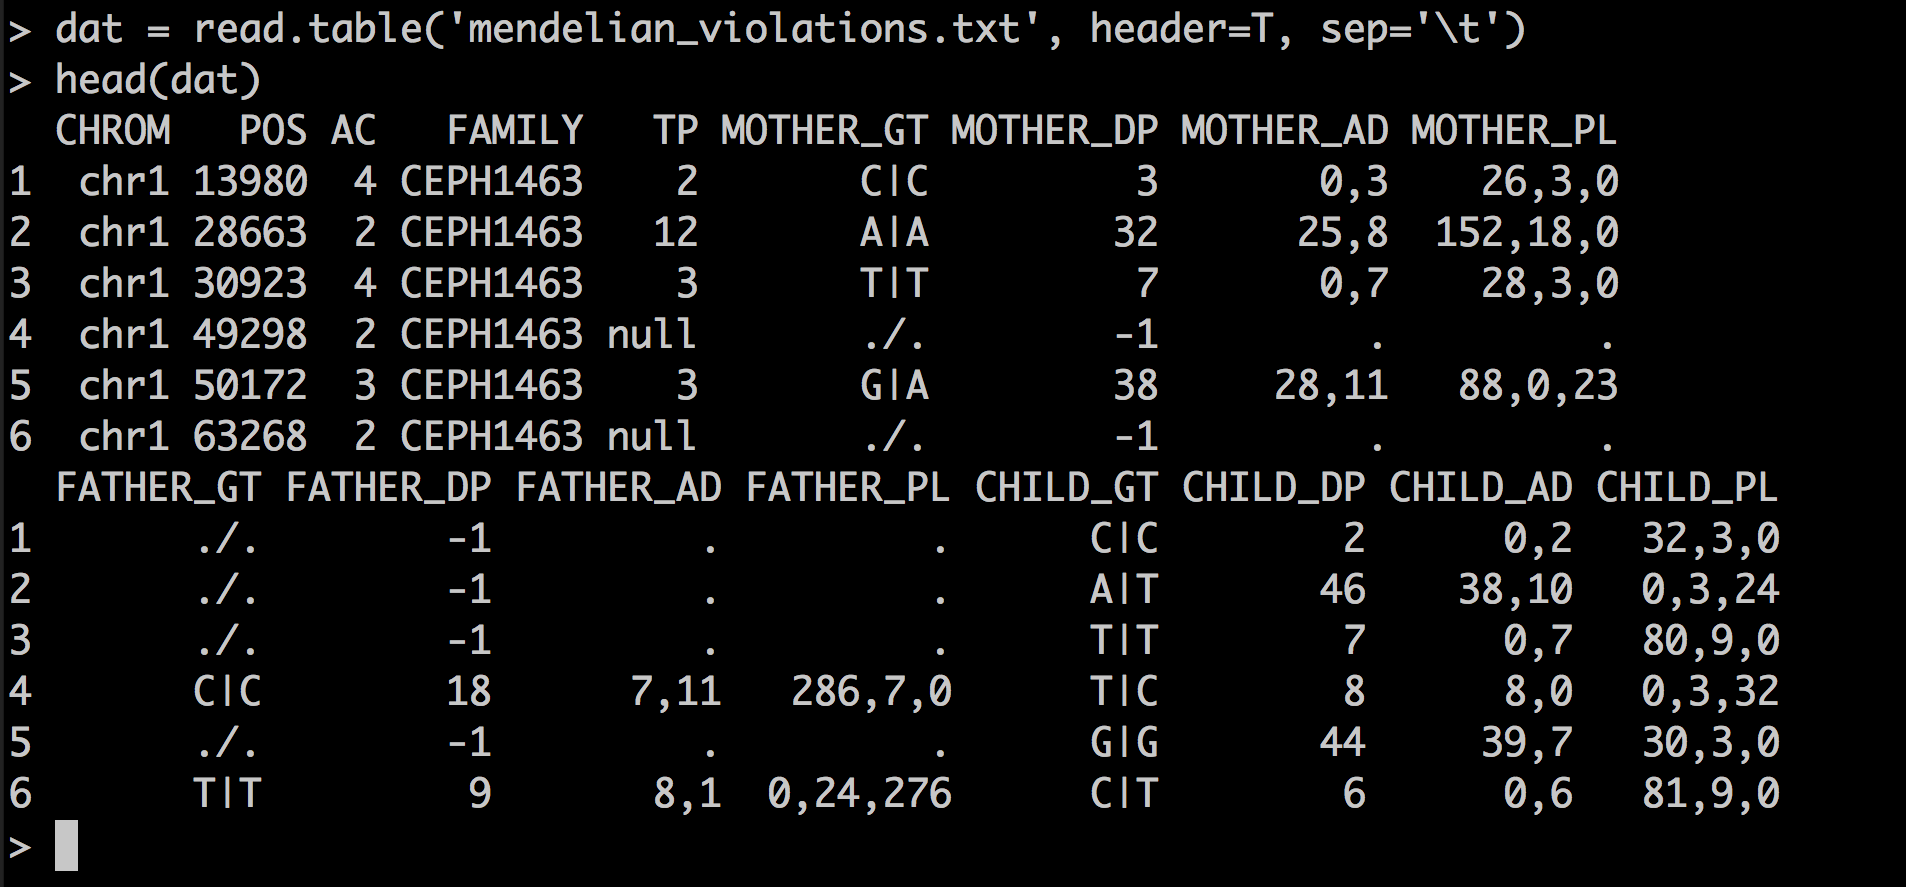 > dat = read.table('mendelian_violations.txt', header=T, sep='\t')
> head(dat)
  CHROM   POS AC   FAMILY   TP MOTHER_GT MOTHER_DP MOTHER_AD MOTHER_PL
1  chr1 13980  4 CEPH1463    2       C|C         3       0,3    26,3,0
2  chr1 28663  2 CEPH1463   12       A|A        32      25,8  152,18,0
3  chr1 30923  4 CEPH1463    3       T|T         7       0,7    28,3,0
4  chr1 49298  2 CEPH1463 null       ./.        -1         .         .
5  chr1 50172  3 CEPH1463    3       G|A        38     28,11   88,0,23
6  chr1 63268  2 CEPH1463 null       ./.        -1         .         .
  FATHER_GT FATHER_DP FATHER_AD FATHER_PL CHILD_GT CHILD_DP CHILD_AD CHILD_PL
1       ./.        -1         .         .      C|C        2      0,2   32,3,0
2       ./.        -1         .         .      A|T       46    38,10   0,3,24
3       ./.        -1         .         .      T|T        7      0,7   80,9,0
4       C|C        18      7,11   286,7,0      T|C        8      8,0   0,3,32
5       ./.        -1         .         .      G|G       44     39,7   30,3,0
6       T|T         9       8,1  0,24,276      C|T        6      0,6   81,9,0
>